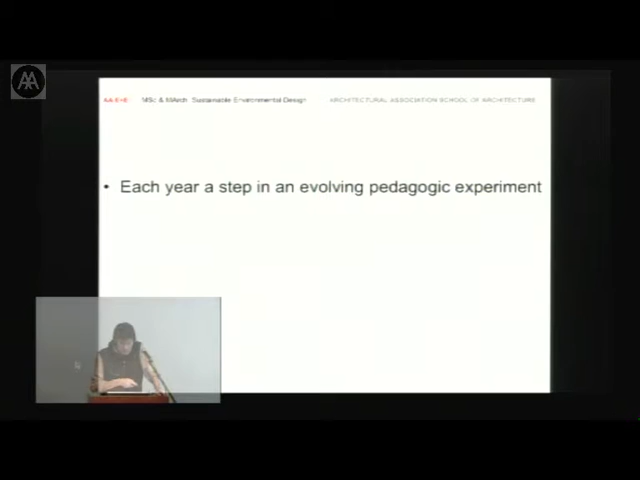 AA
AA E+E MSc & MArch Sustainable Environmental Design ARCHITECTURAL ASSOCIATION SCHOOL OF ARCHITECTURE
• Each year a step in an evolving pedagogic experiment